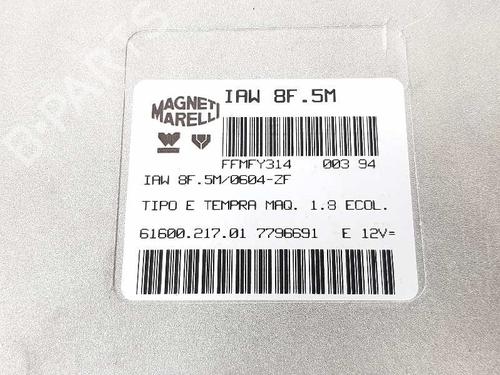 IAW 8F.5M
MAGNETI
MARELLI
FFMFY314 003 94
IAW 8F.5M/0604-ZF
TIPO E TEMPRA MAQ. 1.8 ECOL.
61600.217.01 7796691 E 12V=